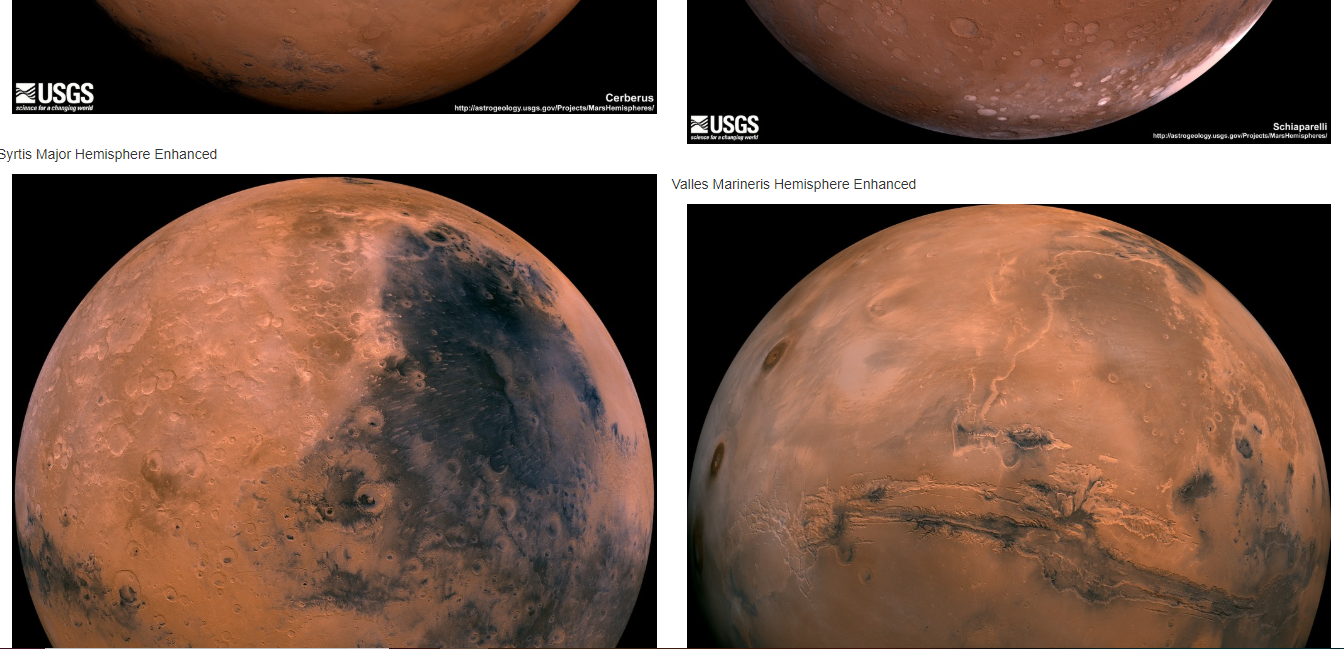 USGS
science for a changing world
Cerberus
http://astrogeology.usgs.gov/Projects/MarsHemispheres/
USGS
science for a changing world
Schiaparelli
http://astrogeology.usgs.gov/Projects/MarsHemispheres/
Syrtis Major Hemisphere Enhanced
Valles Marineris Hemisphere Enhanced